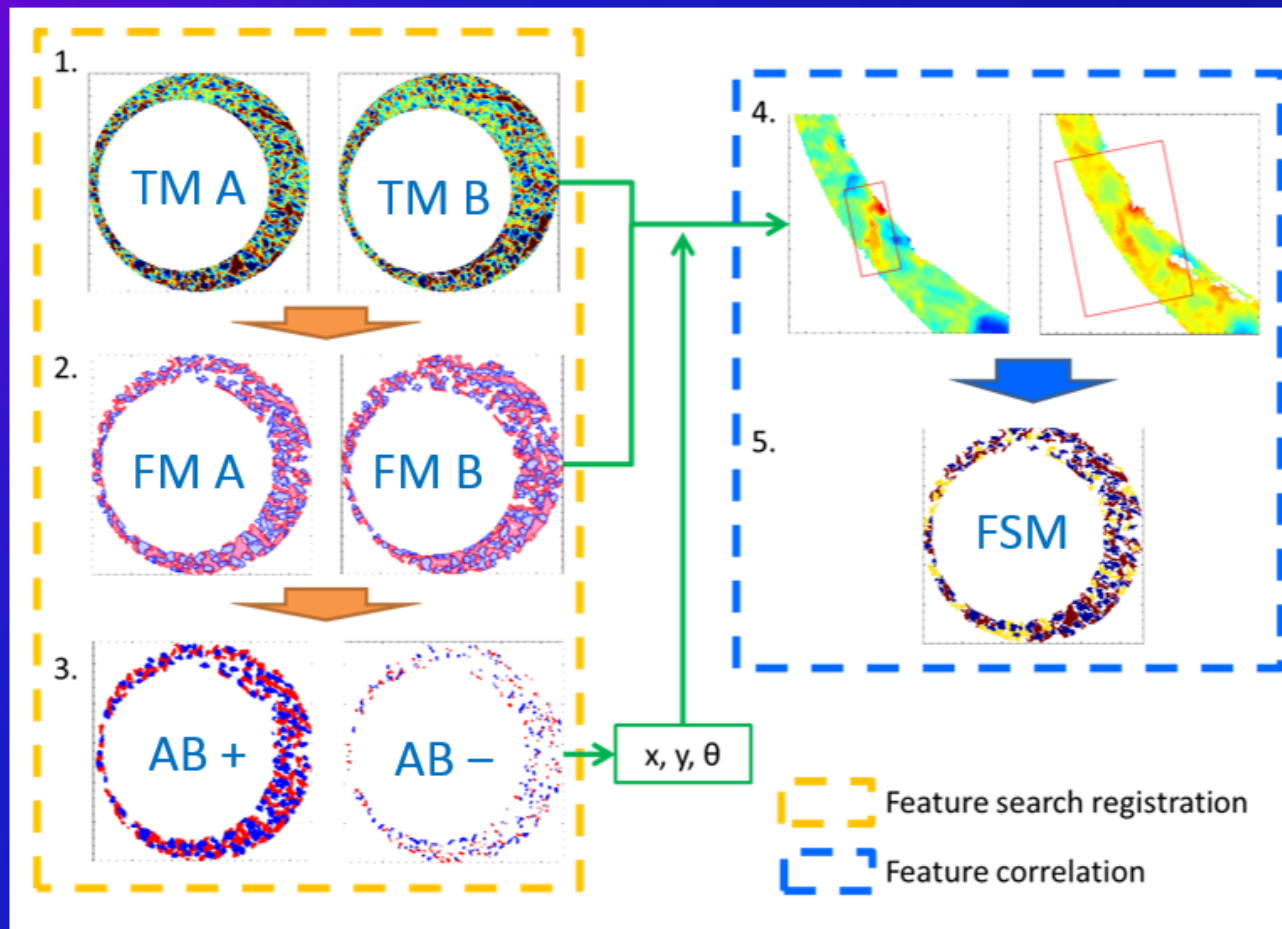 1.
TM A
TM B
2.
FM A
FM B
3.
AB +
AB –
x, y, θ
4.
5.
FSM
Feature search registration
Feature correlation